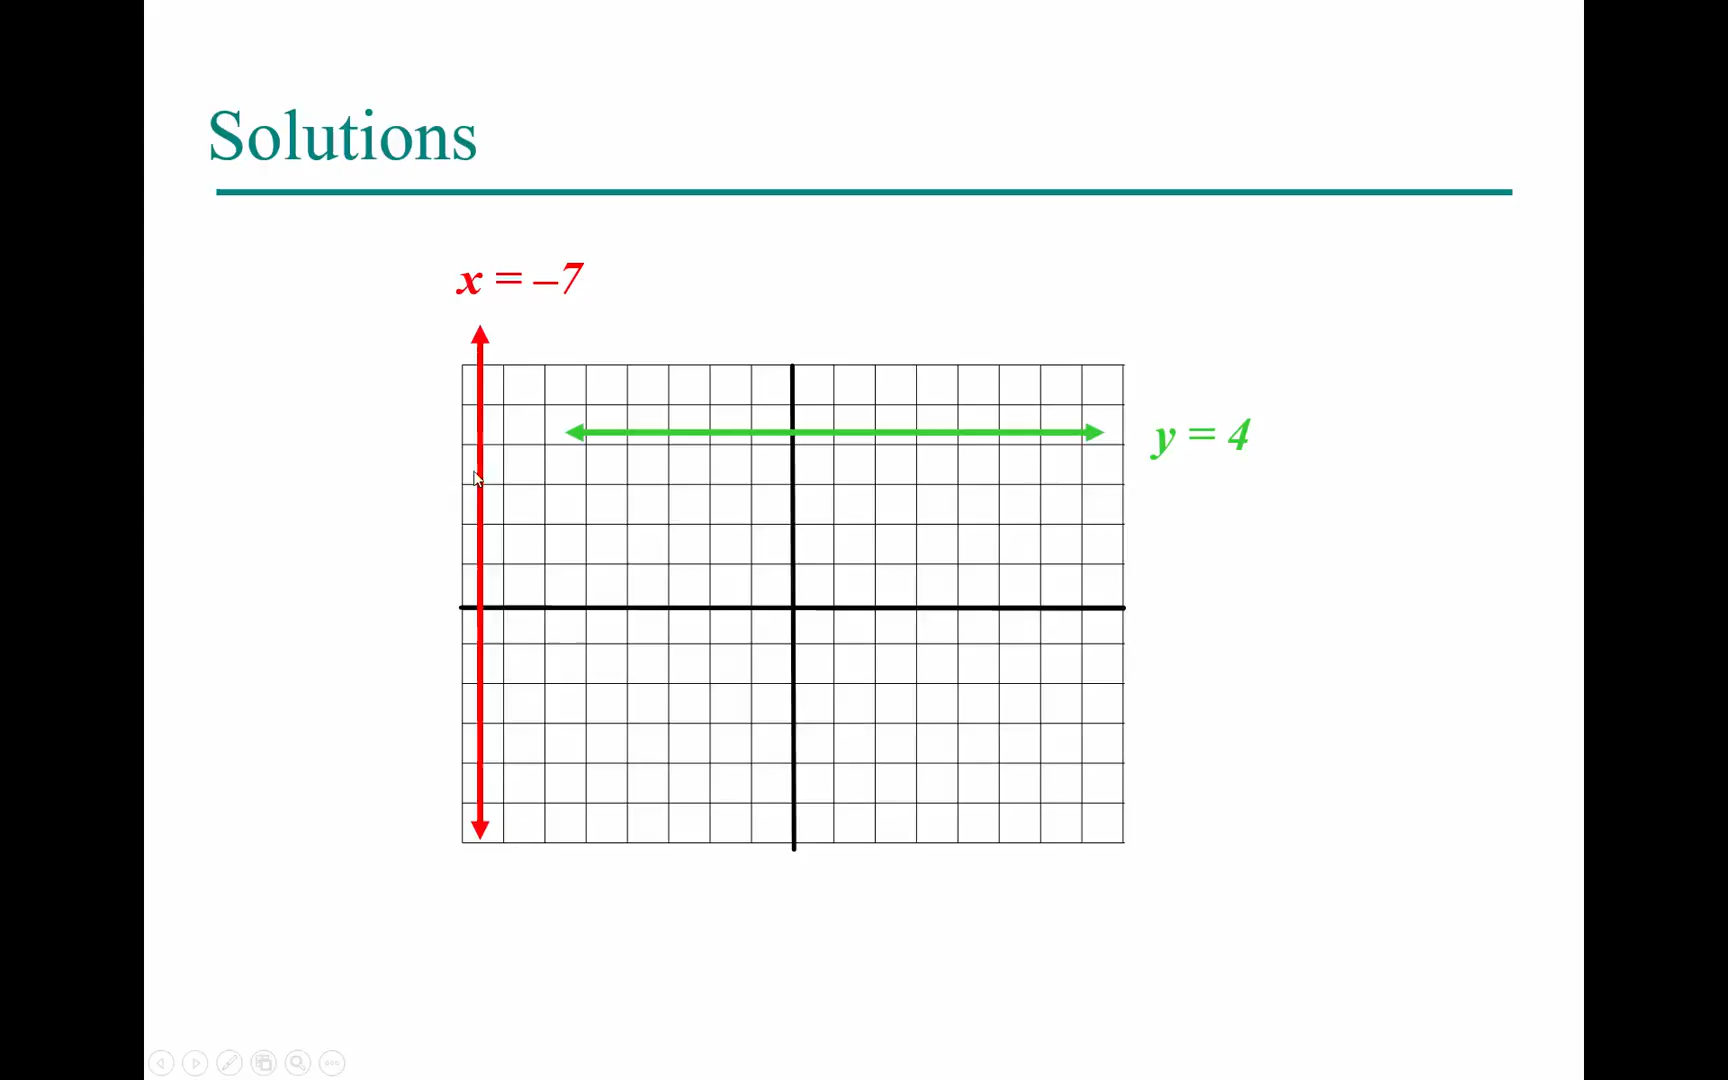 Solutions
x = –7
y = 4